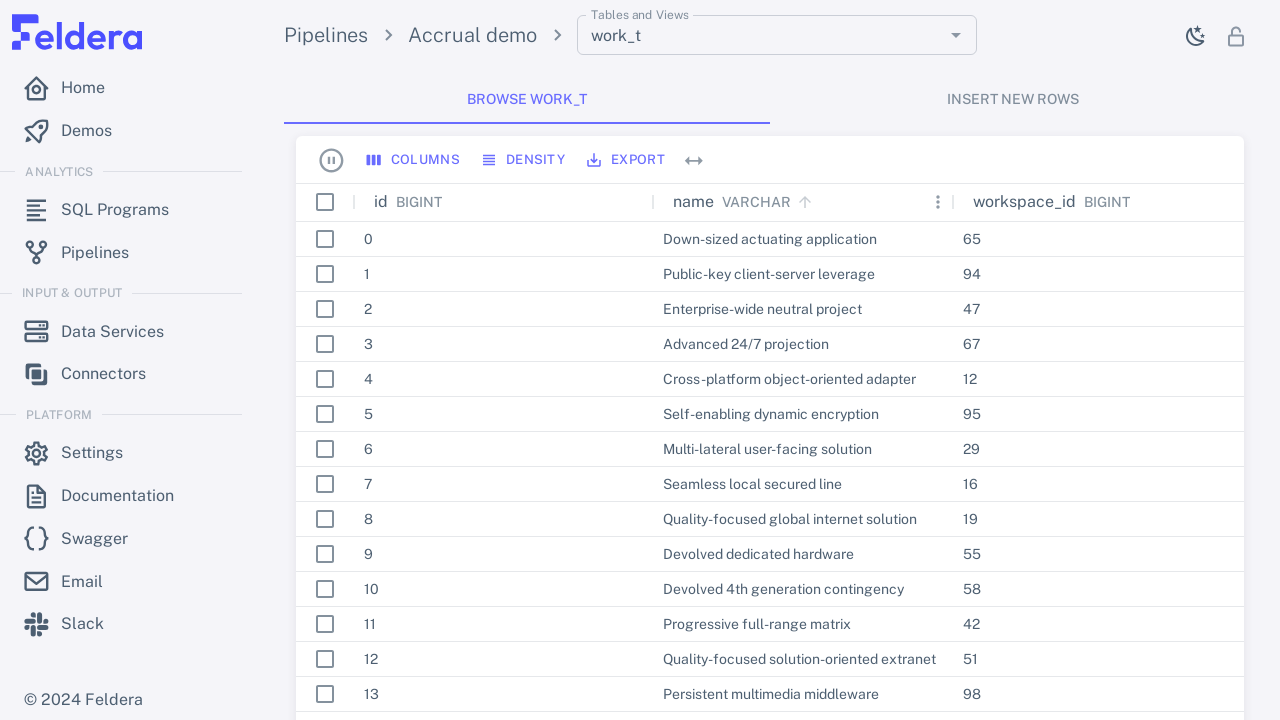 Feldera
Home
Demos
ANALYTICS
SQL Programs
Pipelines
INPUT & OUTPUT
Data Services
Connectors
PLATFORM
Settings
Documentation
Swagger
Email
Slack
© 2024 Feldera
Pipelines > Accrual demo >
Tables and Views
work_t
BROWSE WORK_T INSERT NEW ROWS
COLUMNS DENSITY EXPORT
id BIGINT name VARCHAR workspace_id BIGINT
0 Down-sized actuating application 65
1 Public-key client-server leverage 94
2 Enterprise-wide neutral project 47
3 Advanced 24/7 projection 67
4 Cross-platform object-oriented adapter 12
5 Self-enabling dynamic encryption 95
6 Multi-lateral user-facing solution 29
7 Seamless local secured line 16
8 Quality-focused global internet solution 19
9 Devolved dedicated hardware 55
10 Devolved 4th generation contingency 58
11 Progressive full-range matrix 42
12 Quality-focused solution-oriented extranet 51
13 Persistent multimedia middleware 98